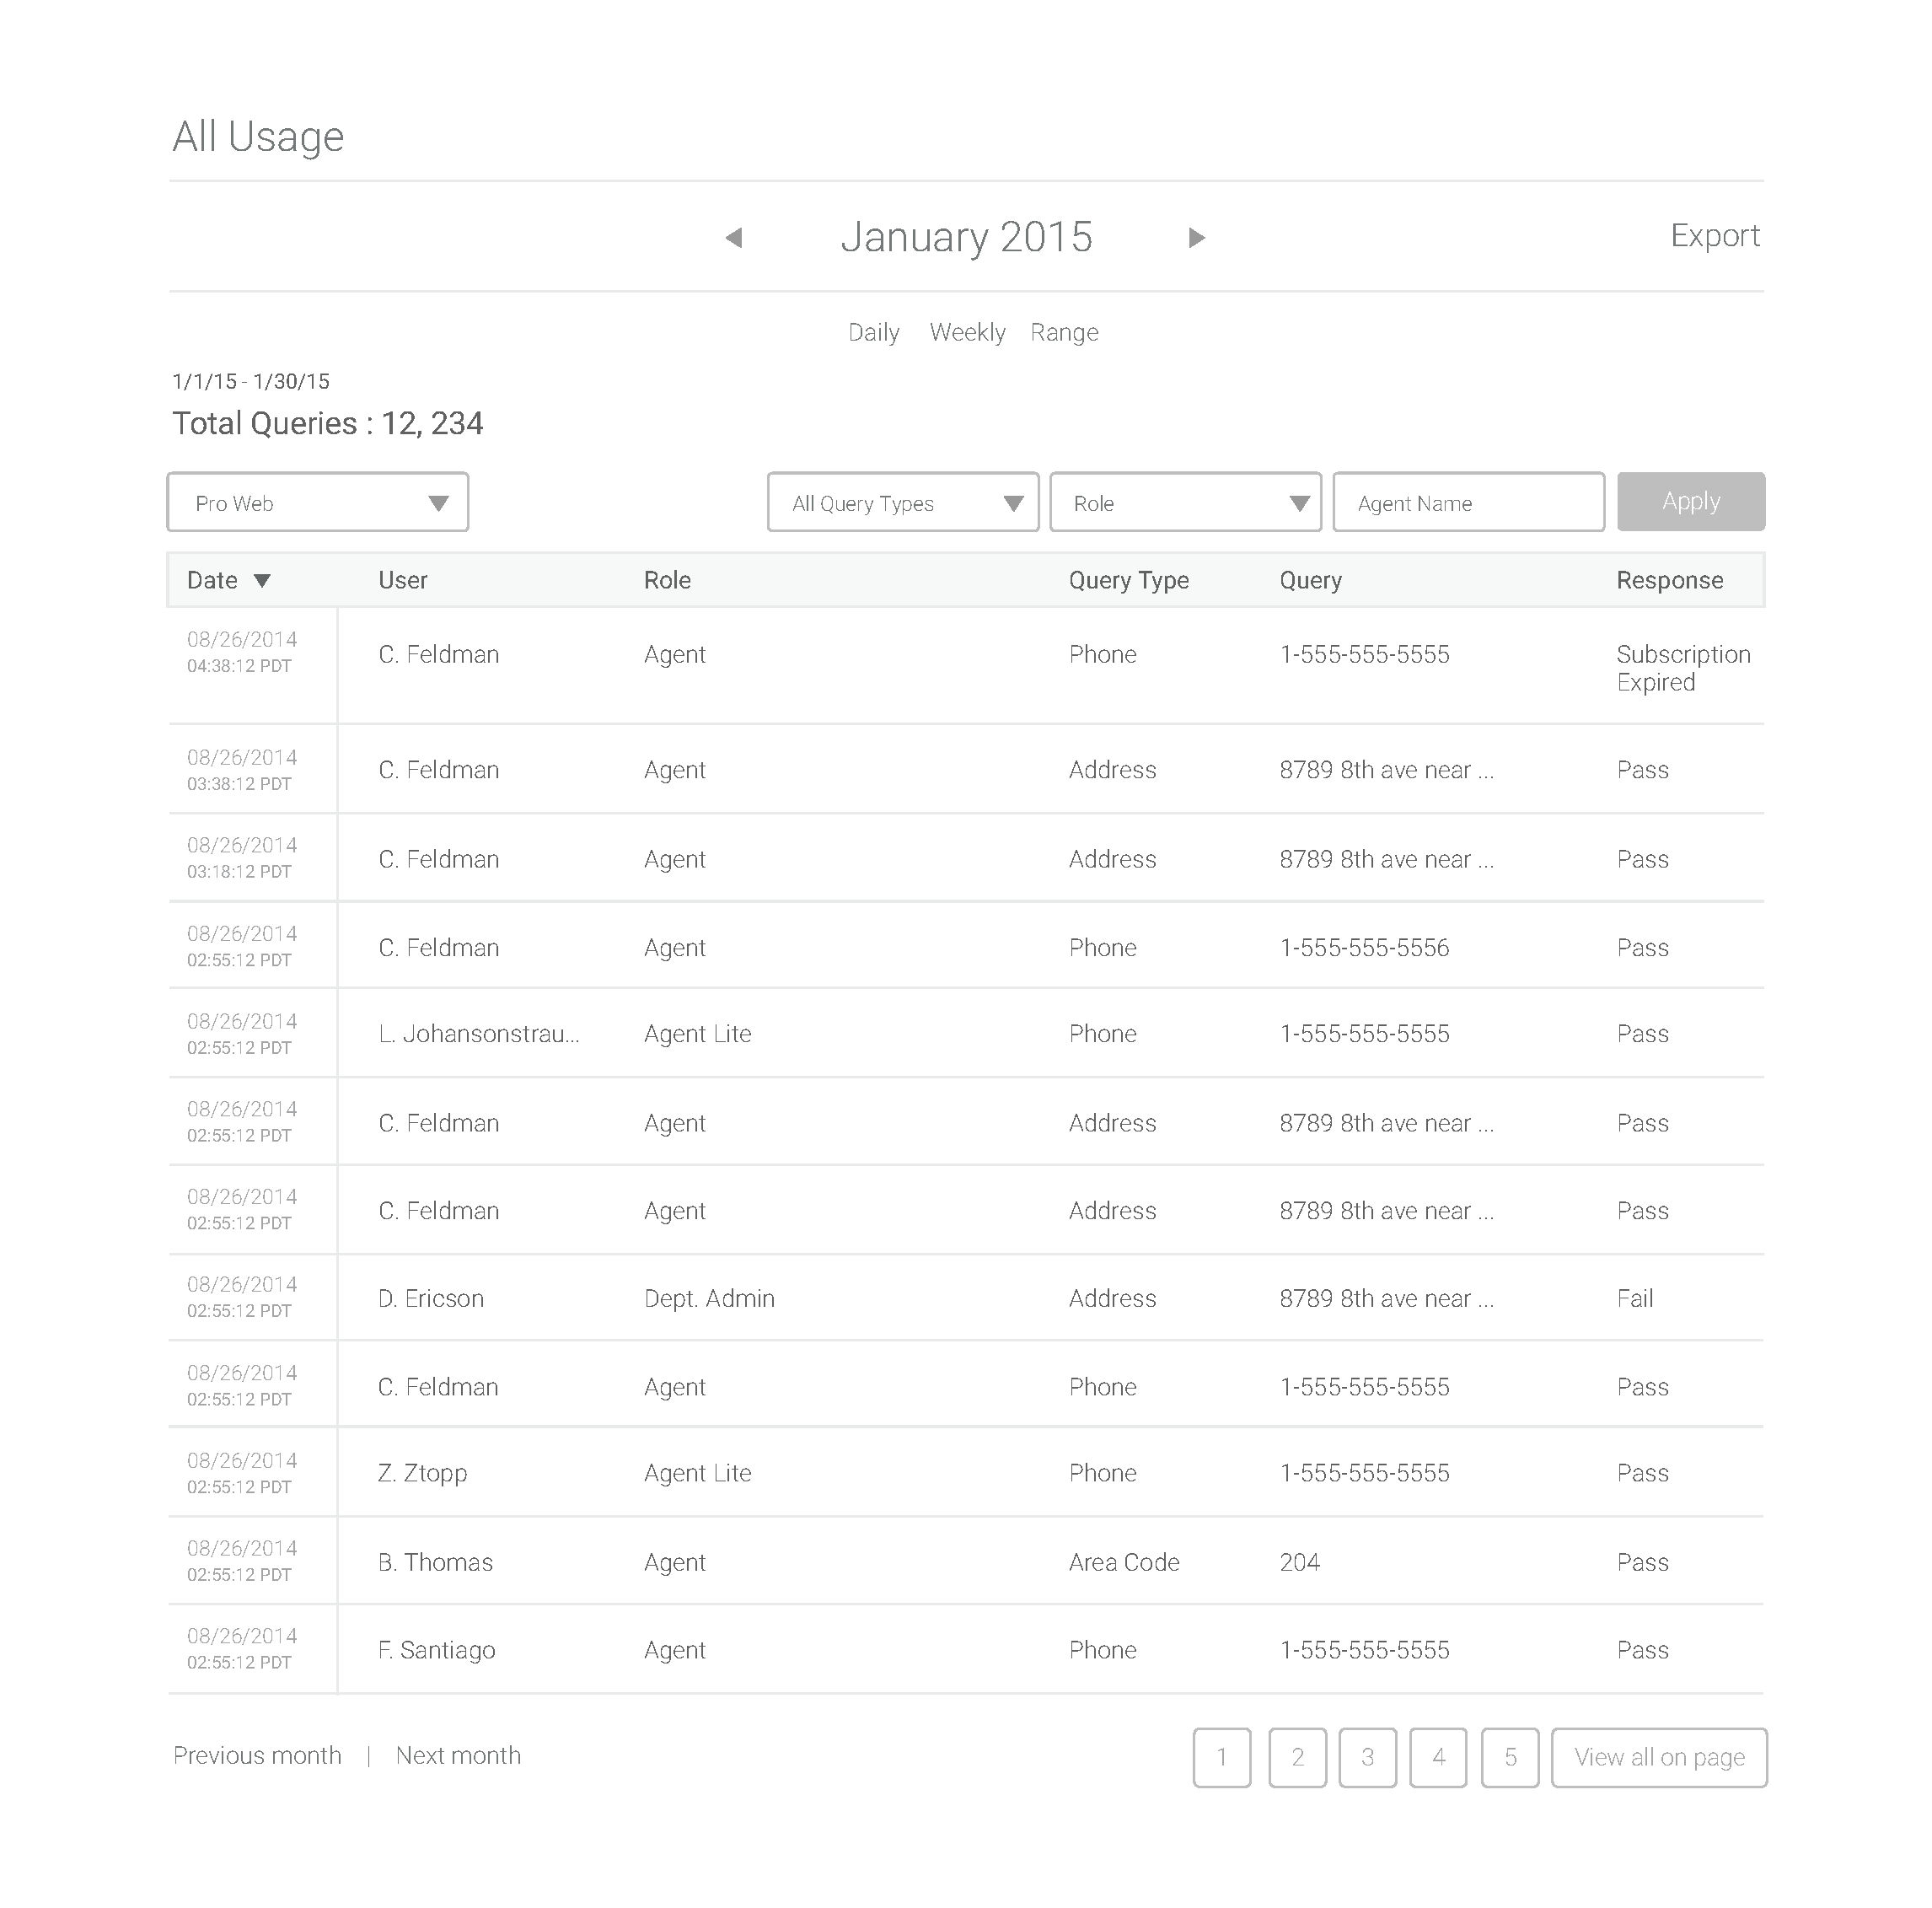 All Usage
January 2015
Export
Daily Weekly Range
1/1/15 - 1/30/15
Total Queries : 12, 234
Pro Web All Query Types Role Agent Name Apply
Date User Role Query Type Query Response
08/26/2014
04:38:12 PDT
C. Feldman Agent Phone 1-555-555-5555 Subscription
Expired
08/26/2014
03:38:12 PDT
C. Feldman Agent Address 8789 8th ave near ... Pass
08/26/2014
03:18:12 PDT
C. Feldman Agent Address 8789 8th ave near ... Pass
08/26/2014
02:55:12 PDT
C. Feldman Agent Phone 1-555-555-5556 Pass
08/26/2014
02:55:12 PDT
L. Johansonstrau... Agent Lite Phone 1-555-555-5555 Pass
08/26/2014
02:55:12 PDT
C. Feldman Agent Address 8789 8th ave near ... Pass
08/26/2014
02:55:12 PDT
C. Feldman Agent Address 8789 8th ave near ... Pass
08/26/2014
02:55:12 PDT
D. Ericson Dept. Admin Address 8789 8th ave near ... Fail
08/26/2014
02:55:12 PDT
C. Feldman Agent Phone 1-555-555-5555 Pass
08/26/2014
02:55:12 PDT
Z. Ztopp Agent Lite Phone 1-555-555-5555 Pass
08/26/2014
02:55:12 PDT
B. Thomas Agent Area Code 204 Pass
08/26/2014
02:55:12 PDT
F. Santiago Agent Phone 1-555-555-5555 Pass
Previous month | Next month 1 2 3 4 5 View all on page